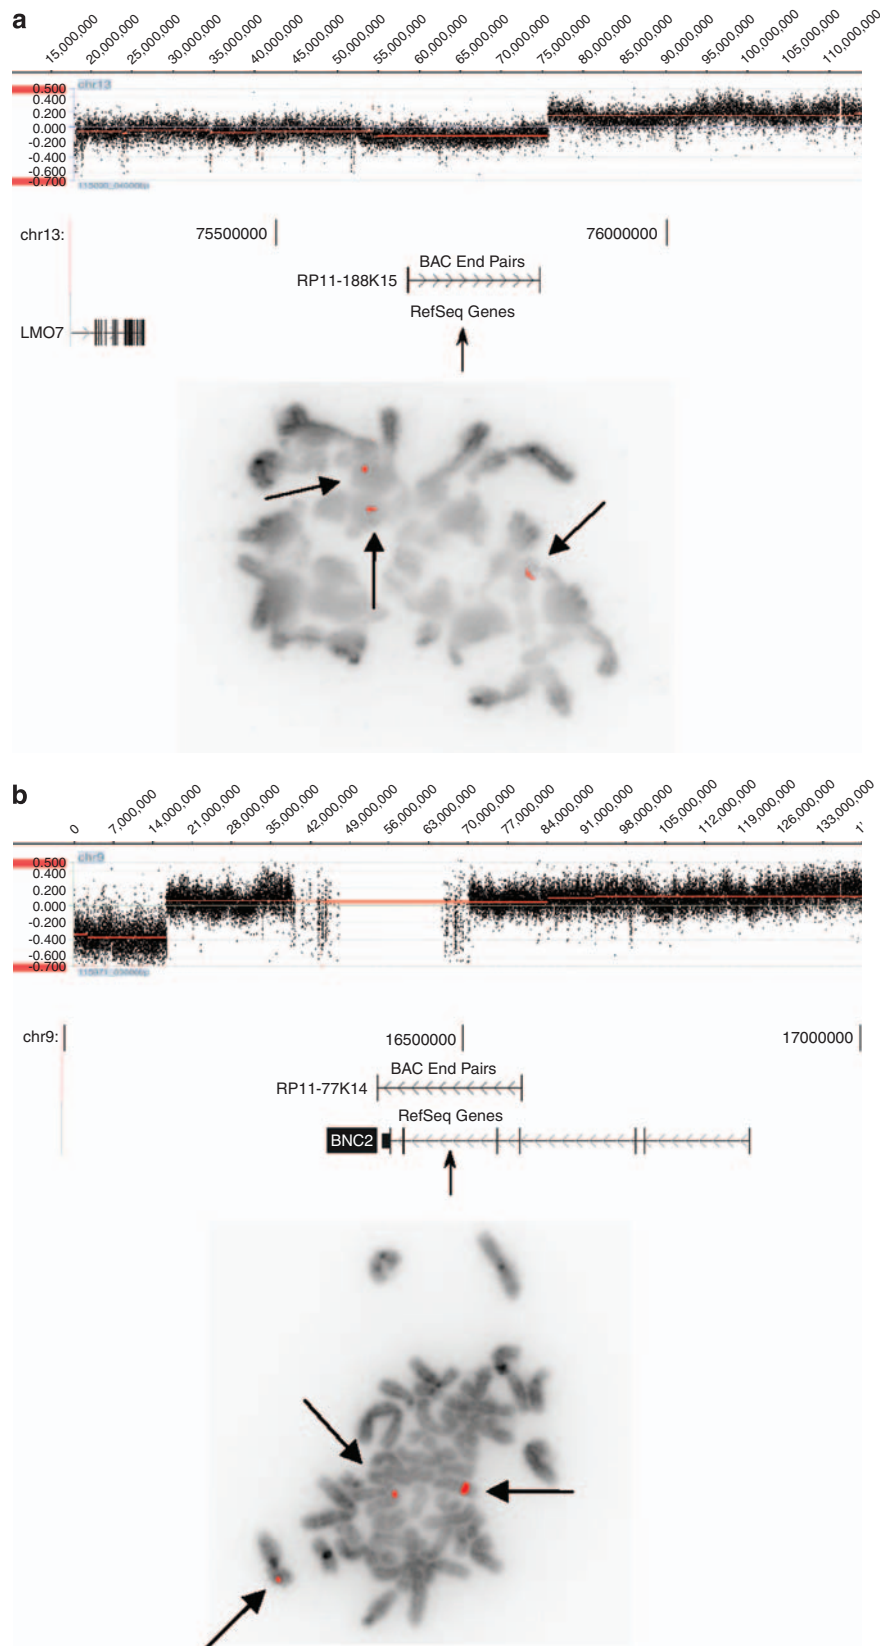 a
15,000,000 20,000,000 25,000,000 30,000,000 35,000,000 40,000,000 45,000,000 50,000,000 55,000,000 60,000,000 65,000,000 70,000,000 75,000,000 80,000,000 85,000,000 90,000,000 95,000,000 100,000,000 105,000,000 110,000,000
chr13
0.500
0.400
0.200
0.000
-0.200
-0.400
-0.600
-0.700
chr13: 75500000 76000000
BAC End Pairs
RP11-188K15
RefSeq Genes
LMO7
b
0 7,000,000 14,000,000 21,000,000 28,000,000 35,000,000 42,000,000 49,000,000 56,000,000 63,000,000 70,000,000 77,000,000 84,000,000 91,000,000 98,000,000 105,000,000 112,000,000 119,000,000 126,000,000 133,000,000
chr9
0.500
0.400
0.200
0.000
-0.200
-0.400
-0.600
-0.700
chr9: 16500000 17000000
BAC End Pairs
RP11-77K14
RefSeq Genes
BNC2